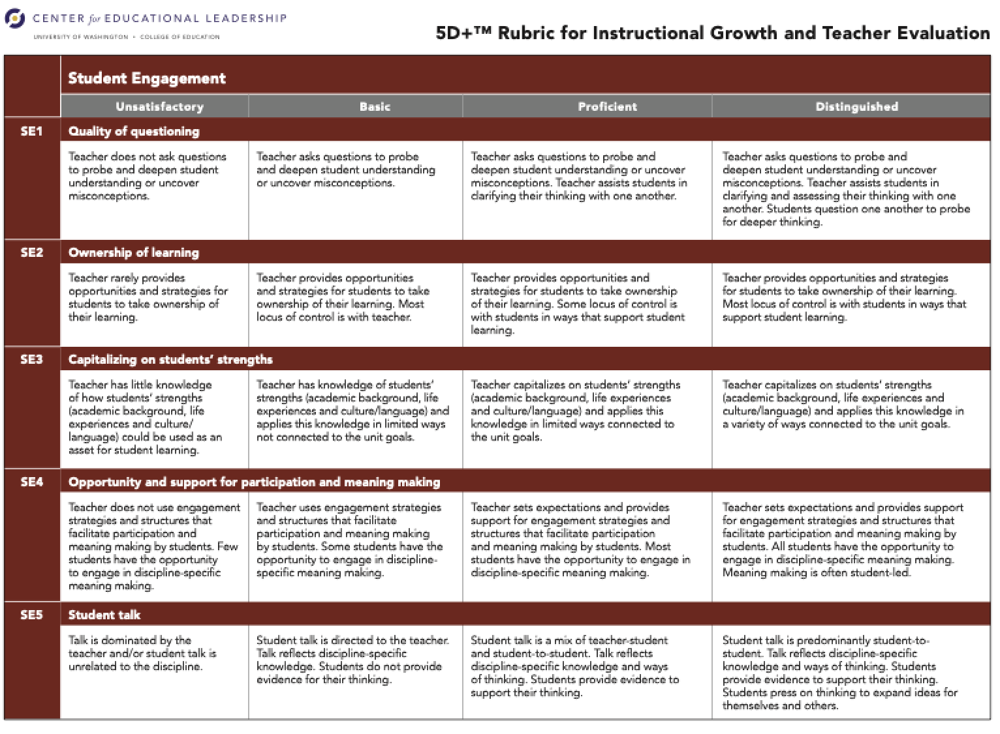 CENTER for EDUCATIONAL LEADERSHIP
UNIVERSITY OF WASHINGTON • COLLEGE OF EDUCATION
5D+™ Rubric for Instructional Growth and Teacher Evaluation
Student Engagement
Unsatisfactory
Basic
Proficient
Distinguished
SE1
Quality of questioning
Teacher does not ask questions
to probe and deepen student
understanding or uncover
misconceptions.
Teacher asks questions to probe
and deepen student understanding
or uncover misconceptions.
Teacher asks questions to probe and
deepen student understanding or uncover
misconceptions. Teacher assists students in
clarifying their thinking with one another.
Teacher asks questions to probe and
deepen student understanding or uncover
misconceptions. Teacher assists students in
clarifying and assessing their thinking with one
another. Students question one another to probe
for deeper thinking.
SE2
Ownership of learning
Teacher rarely provides
opportunities and strategies for
students to take ownership of
their learning.
Teacher provides opportunities
and strategies for students to take
ownership of their learning. Most
locus of control is with teacher.
Teacher provides opportunities and
strategies for students to take ownership
of their learning. Some locus of control is
with students in ways that support student
learning.
Teacher provides opportunities and strategies
for students to take ownership of their learning.
Most locus of control is with students in ways that
support student learning.
SE3
Capitalizing on students’ strengths
Teacher has little knowledge
of how students’ strengths
(academic background, life
experiences and culture/
language) could be used as an
asset for student learning.
Teacher has knowledge of students’
strengths (academic background, life
experiences and culture/language) and
applies this knowledge in limited ways
not connected to the unit goals.
Teacher capitalizes on students’ strengths
(academic background, life experiences
and culture/language) and applies this
knowledge in limited ways connected to
the unit goals.
Teacher capitalizes on students’ strengths
(academic background, life experiences and
culture/language) and applies this knowledge in
a variety of ways connected to the unit goals.
SE4
Opportunity and support for participation and meaning making
Teacher does not use engagement
strategies and structures that
facilitate participation and
meaning making by students. Few
students have the opportunity
to engage in discipline-specific
meaning making.
Teacher uses engagement strategies
and structures that facilitate
participation and meaning making
by students. Some students have the
opportunity to engage in discipline-
specific meaning making.
Teacher sets expectations and provides
support for engagement strategies and
structures that facilitate participation
and meaning making by students. Most
students have the opportunity to engage in
discipline-specific meaning making.
Teacher sets expectations and provides support
for engagement strategies and structures that
facilitate participation and meaning making by
students. All students have the opportunity to
engage in discipline-specific meaning making.
Meaning making is often student-led.
SE5
Student talk
Talk is dominated by the
teacher and/or student talk is
unrelated to the discipline.
Student talk is directed to the teacher.
Talk reflects discipline-specific
knowledge. Students do not provide
evidence for their thinking.
Student talk is a mix of teacher-student
and student-to-student. Talk reflects
discipline-specific knowledge and ways
of thinking. Students provide evidence to
support their thinking.
Student talk is predominantly student-to-
student. Talk reflects discipline-specific
knowledge and ways of thinking. Students
provide evidence to support their thinking.
Students press on thinking to expand ideas for
themselves and others.